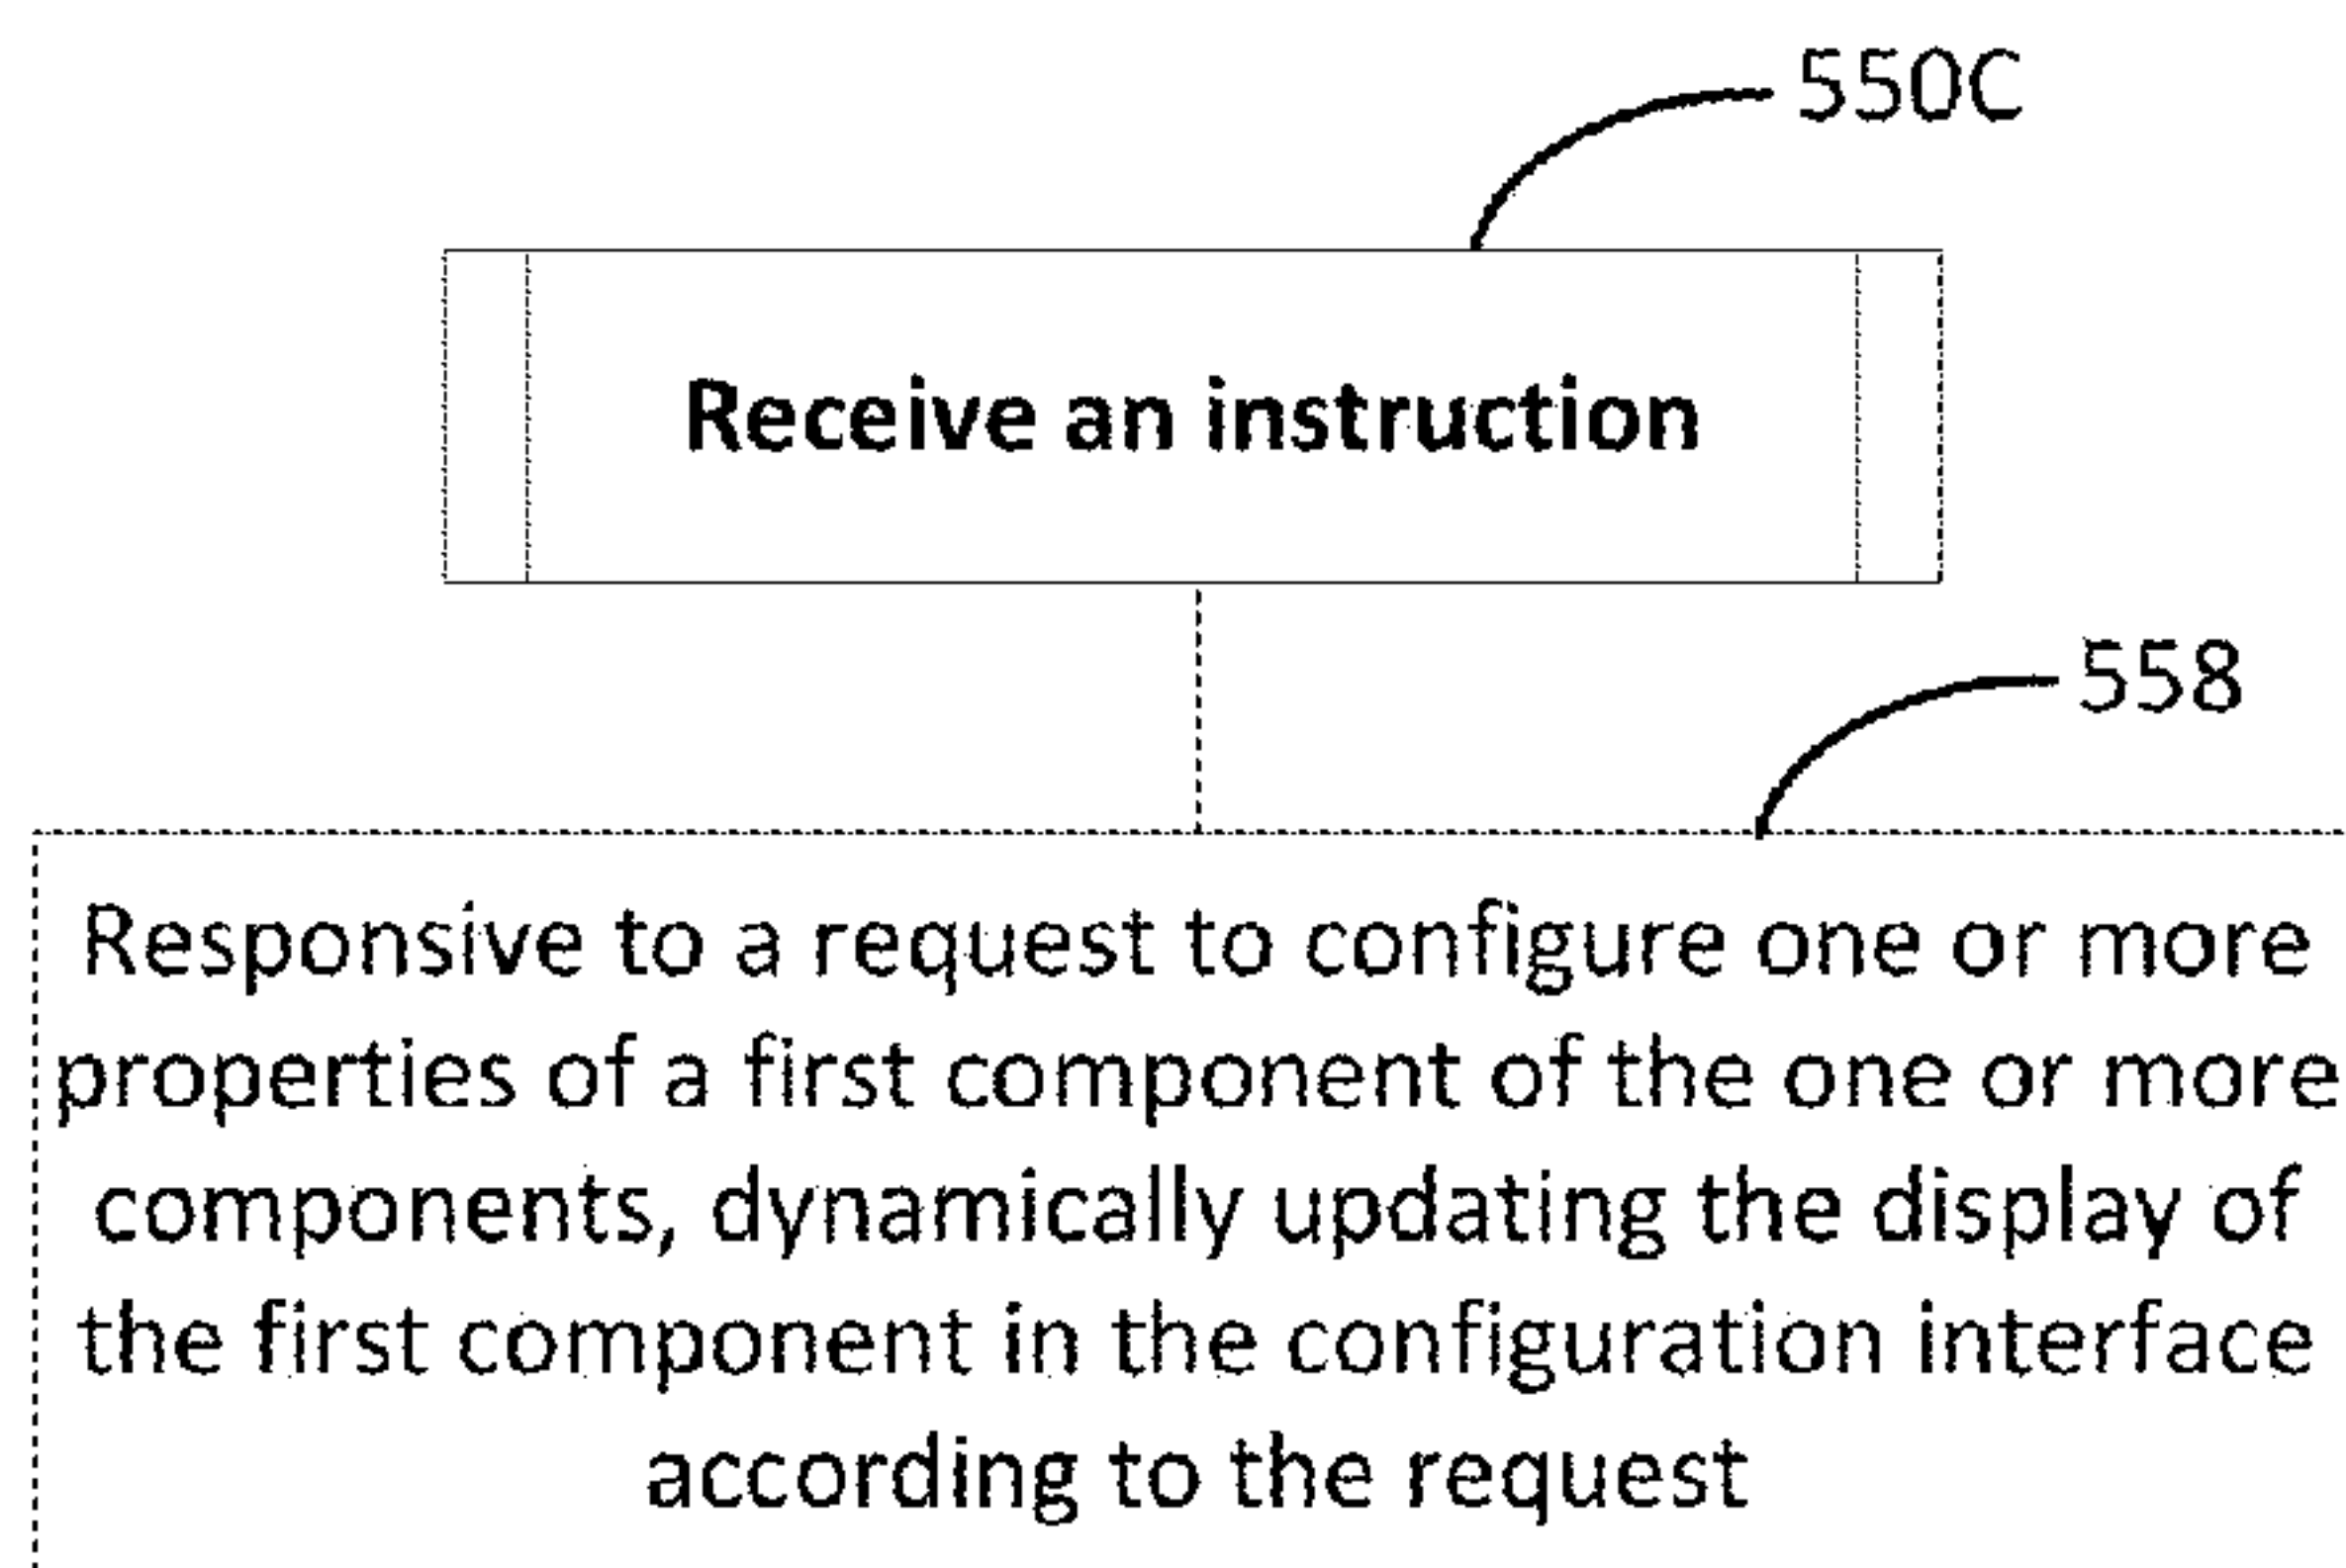 550C
Receive an instruction
558
Responsive to a request to configure one or more
properties of a first component of the one or more
components, dynamically updating the display of
the first component in the configuration interface
according to the request